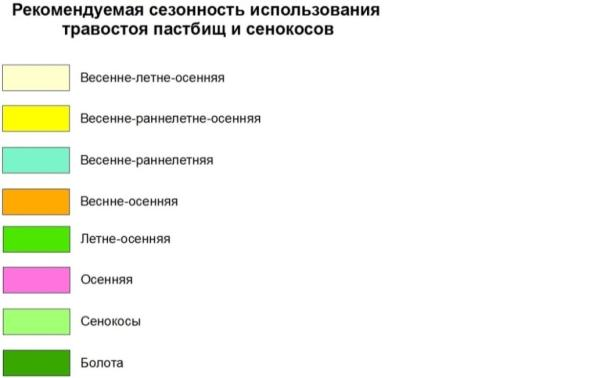 Рекомендуемая сезонность использования
травостоя пастбищ и сенокосов
Весенне-летне-осенняя
Весенне-раннелетне-осенняя
Весенне-раннелетняя
Веснне-осенняя
Летне-осенняя
Осенняя
Сенокосы
Болота